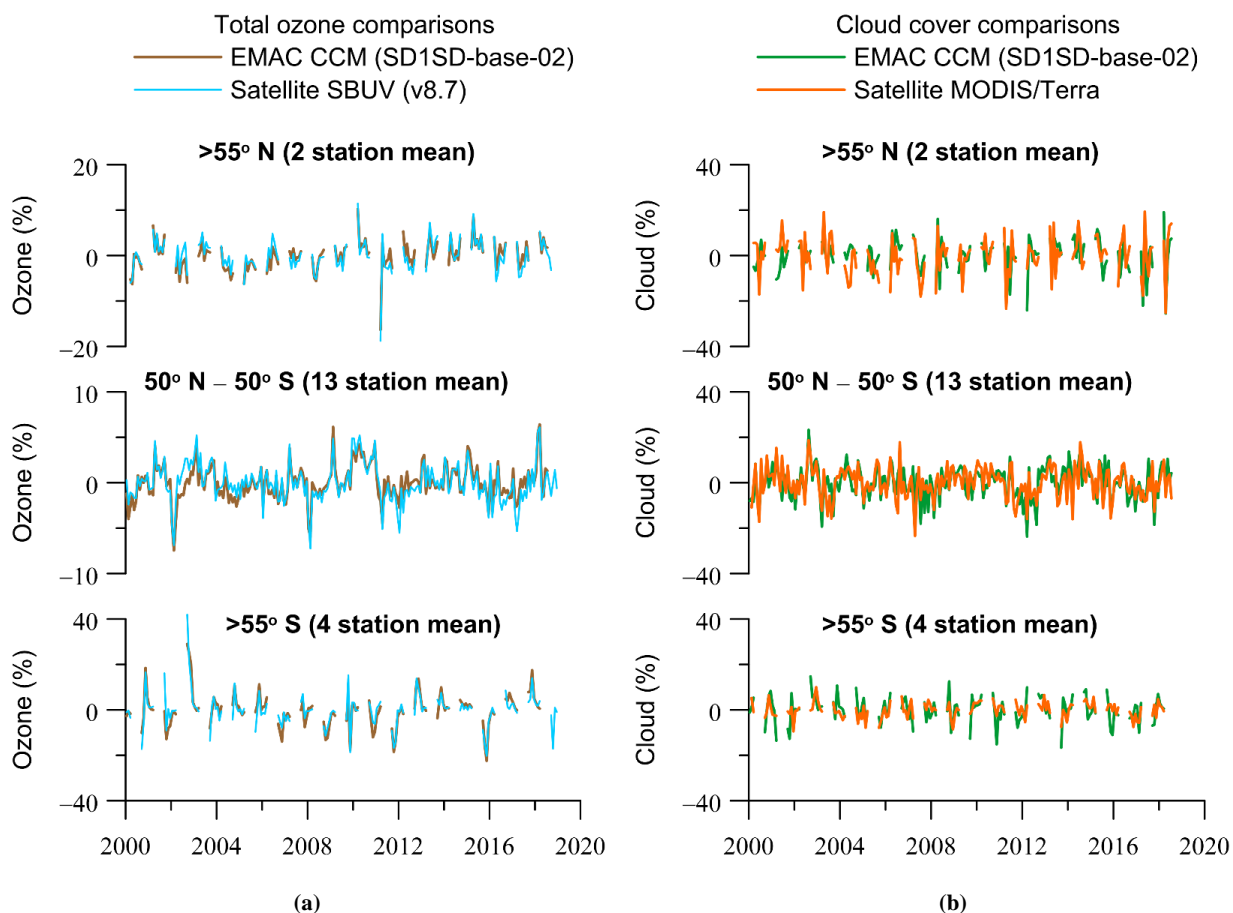 Total ozone comparisons
EMAC CCM (SD1SD-base-02)
Satellite SBUV (v8.7)
Cloud cover comparisons
EMAC CCM (SD1SD-base-02)
Satellite MODIS/Terra
>55° N (2 station mean)
20
0
–20
Ozone (%)
>55° N (2 station mean)
40
0
–40
Cloud (%)
50° N – 50° S (13 station mean)
10
0
–10
Ozone (%)
50° N – 50° S (13 station mean)
40
0
–40
Cloud (%)
>55° S (4 station mean)
40
0
–40
Ozone (%)
2000 2004 2008 2012 2016 2020
>55° S (4 station mean)
40
0
–40
Cloud (%)
2000 2004 2008 2012 2016 2020
(a)
(b)